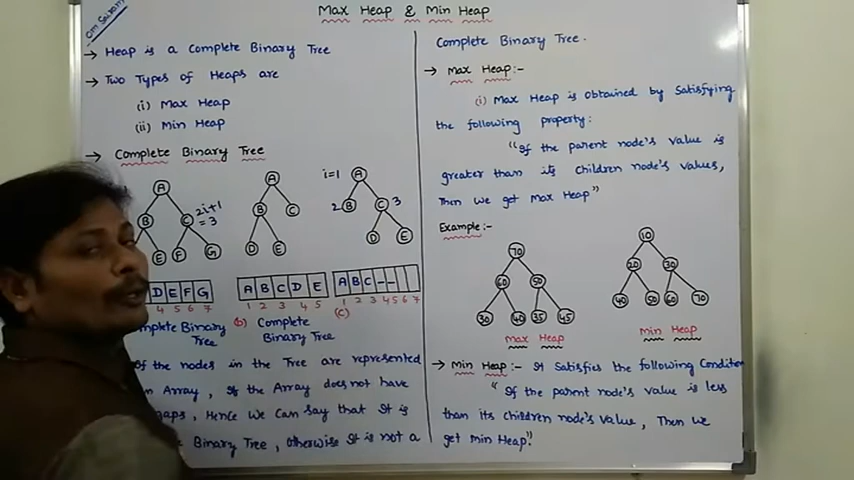 Max Heap & Min Heap
Om Sairam
→ Heap is a Complete Binary Tree
→ Two Types of Heaps are
(i) Max Heap
(ii) Min Heap
→ Complete Binary Tree
A
B C
E F G
2i+1
= 3
D E F G
4 5 6 7
Complete Binary
Tree
A
B C
D E
A B C D E
1 2 3 4 5
(b) Complete
Binary Tree
i=1 A
2 B C 3
D E
A B C - -
1 2 3 4 5 6 7
(c)
of the nodes in the Tree are represented
an Array, if the Array does not have
gaps, Hence we can say that It is
Binary Tree, Otherwise It is not a
Complete Binary Tree.
→ Max Heap:-
(i) Max Heap is obtained by Satisfying
the following property:
"If the parent node's value is
greater than its children node's values,
Then we get Max Heap"
Example:-
70
60 50
30 40 35 45
Max Heap
10
20 30
40 50 60 70
Min Heap
→ Min Heap:- It Satisfies the following Condition
"If the parent node's value is less
than its children node's value, Then we
get Min Heap"